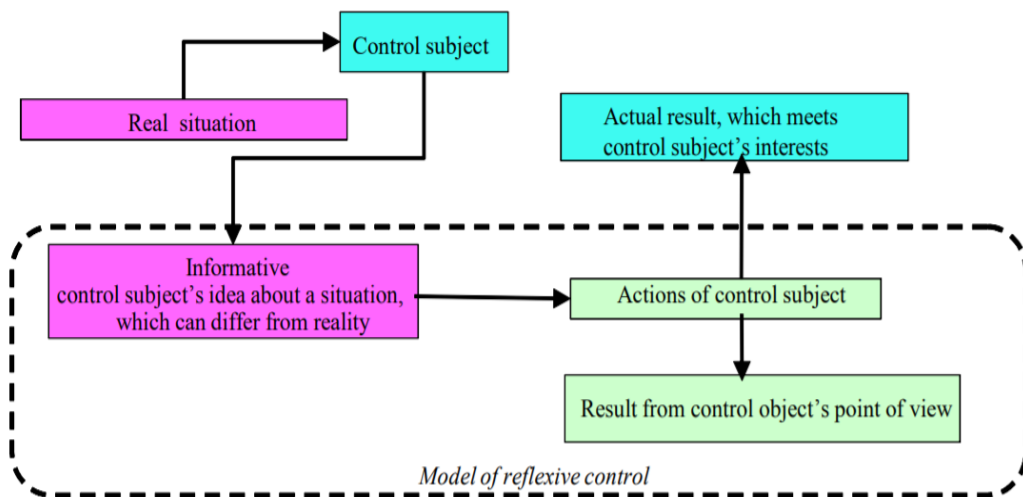 Control subject
Real situation
Actual result, which meets
control subject's interests
Informative
control subject's idea about a situation,
which can differ from reality
Actions of control subject
Result from control object's point of view
Model of reflexive control